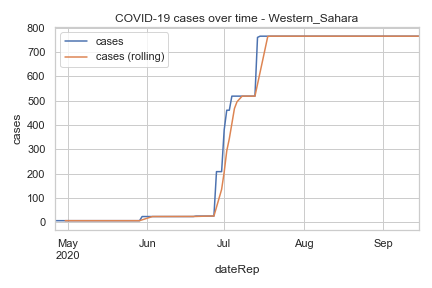 COVID-19 cases over time - Western_Sahara
cases
cases (rolling)
800
700
600
500
400
300
200
100
0
cases
May
2020
Jun
Jul
Aug
Sep
dateRep